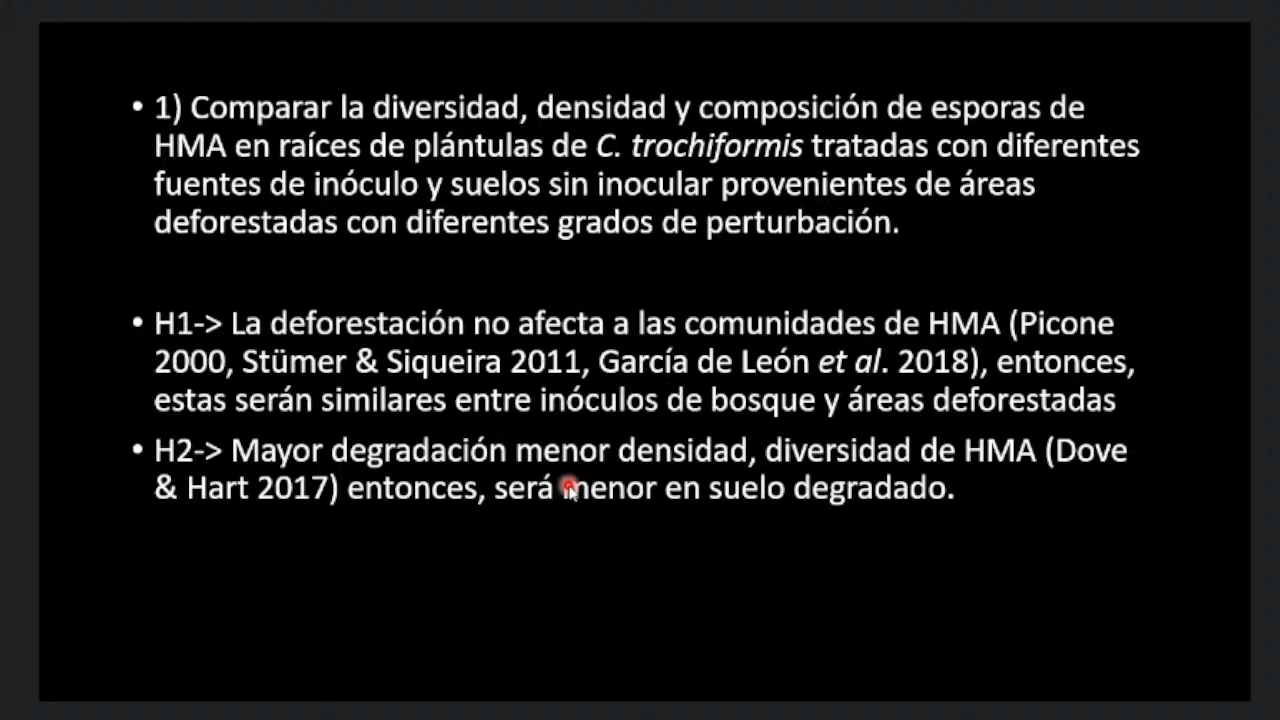 • 1) Comparar la diversidad, densidad y composición de esporas de
HMA en raíces de plántulas de C. trochiformis tratadas con diferentes
fuentes de inóculo y suelos sin inocular provenientes de áreas
deforestadas con diferentes grados de perturbación.
• H1-> La deforestación no afecta a las comunidades de HMA (Picone
2000, Stümer & Siqueira 2011, García de León et al. 2018), entonces,
estas serán similares entre inóculos de bosque y áreas deforestadas
• H2-> Mayor degradación menor densidad, diversidad de HMA (Dove
& Hart 2017) entonces, será menor en suelo degradado.